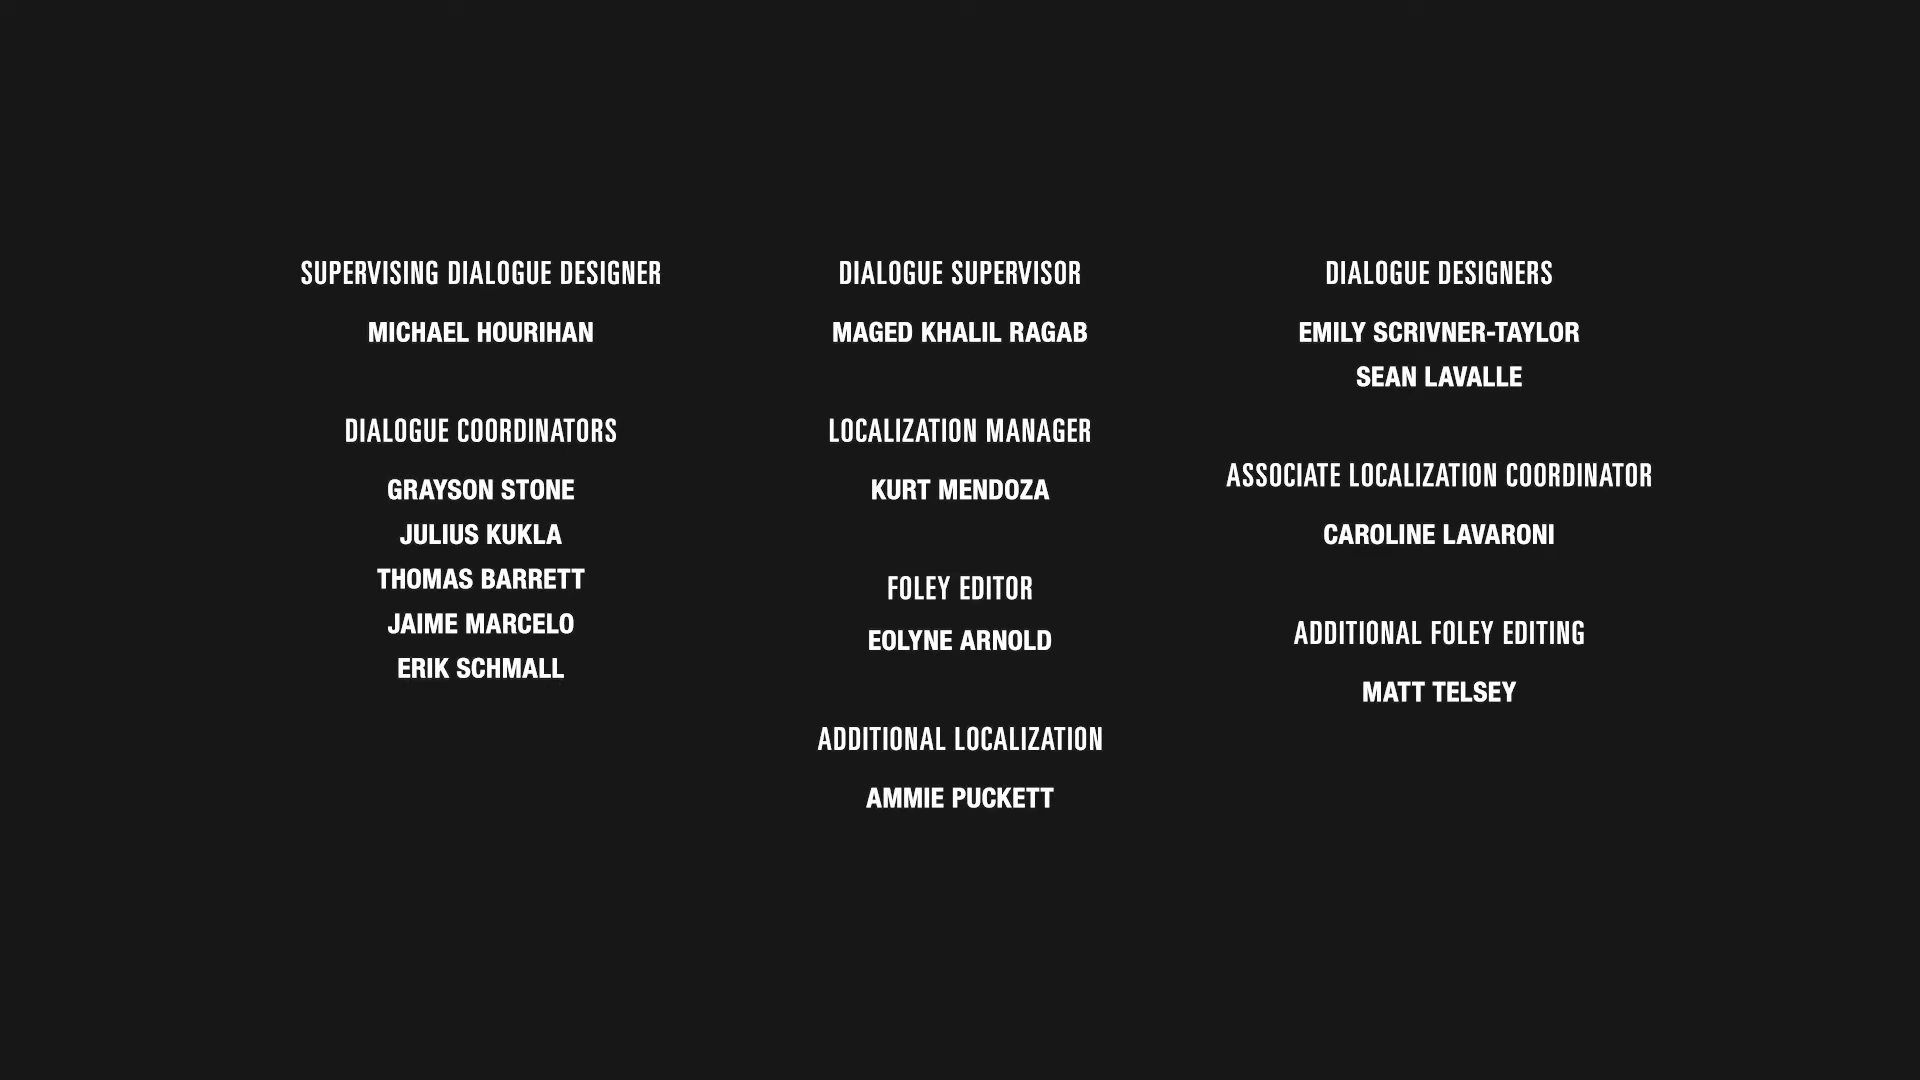 SUPERVISING DIALOGUE DESIGNER
MICHAEL HOURIHAN
DIALOGUE COORDINATORS
GRAYSON STONE
JULIUS KUKLA
THOMAS BARRETT
JAIME MARCELO
ERIK SCHMALL
DIALOGUE SUPERVISOR
MAGED KHALIL RAGAB
LOCALIZATION MANAGER
KURT MENDOZA
FOLEY EDITOR
EOLYNE ARNOLD
ADDITIONAL LOCALIZATION
AMMIE PUCKETT
DIALOGUE DESIGNERS
EMILY SCRIVNER-TAYLOR
SEAN LAVALLE
ASSOCIATE LOCALIZATION COORDINATOR
CAROLINE LAVARONI
ADDITIONAL FOLEY EDITING
MATT TELSEY